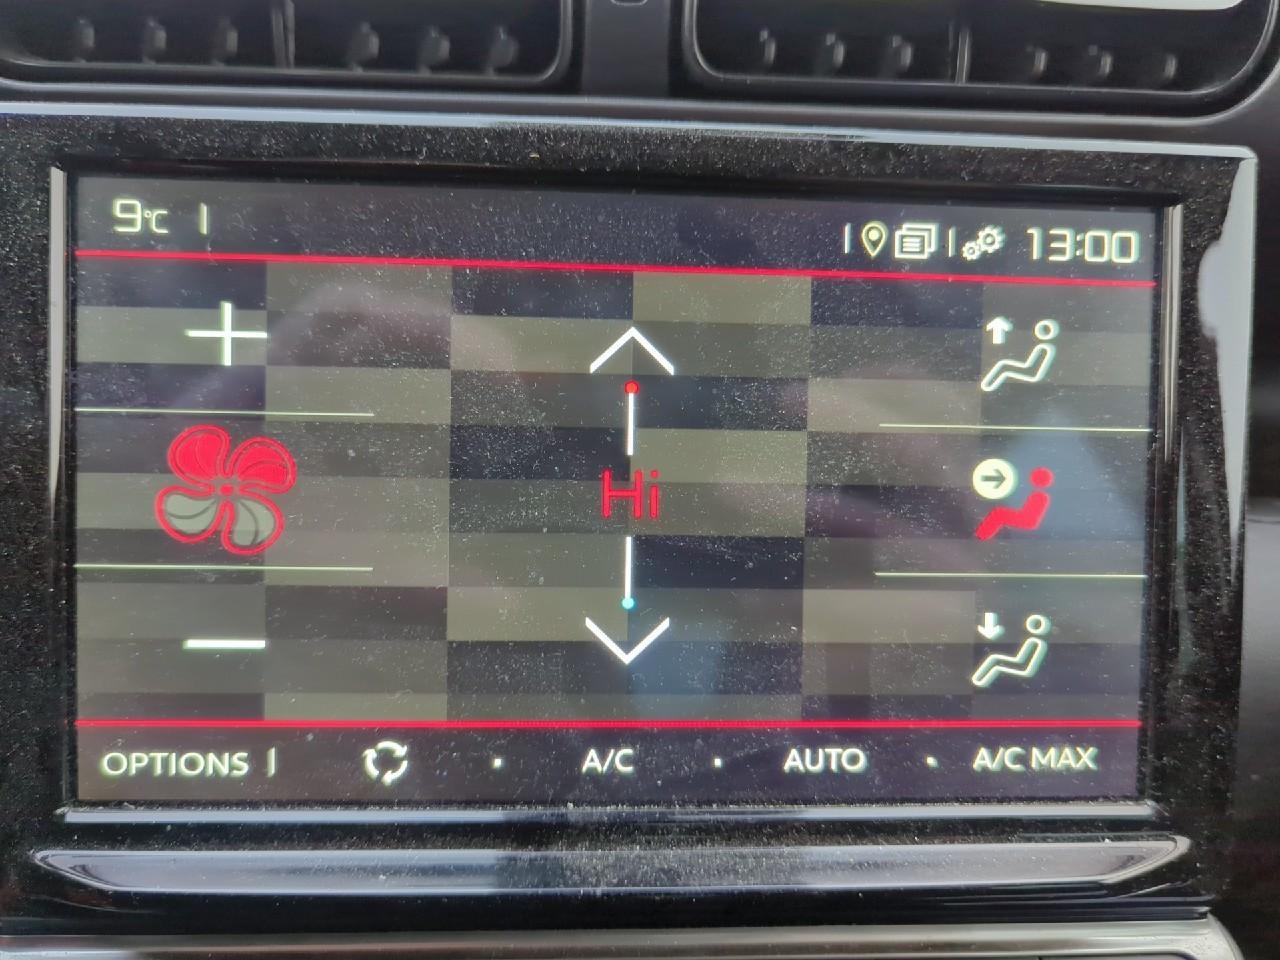 9°C
13:00
Hi
OPTIONS A/C AUTO A/C MAX